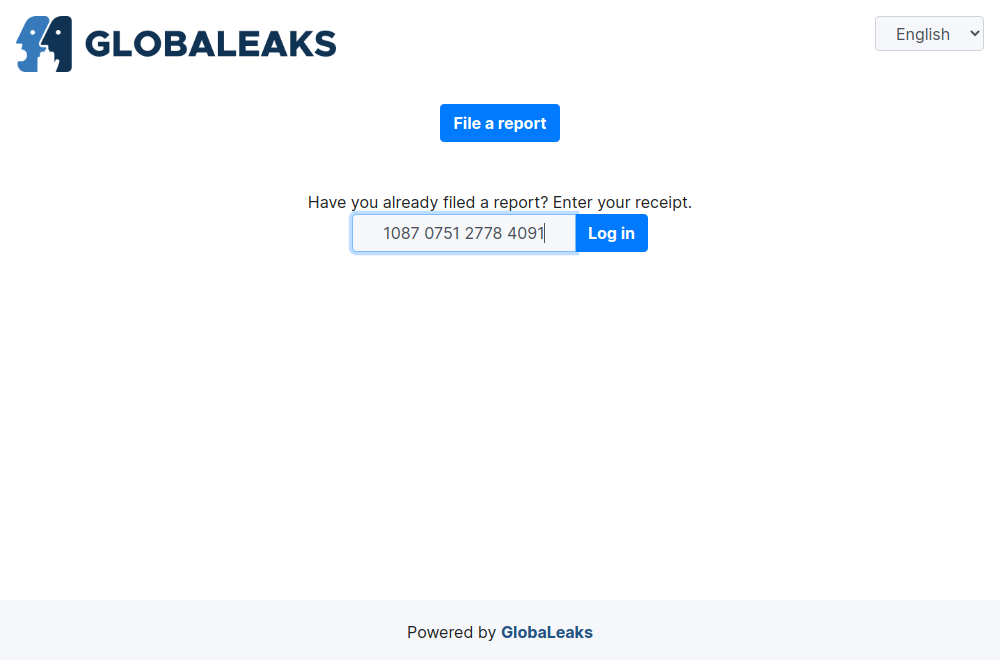 GLOBALEAKS
English
File a report
Have you already filed a report? Enter your receipt.
1087 0751 2778 4091
Log in
Powered by GlobaLeaks